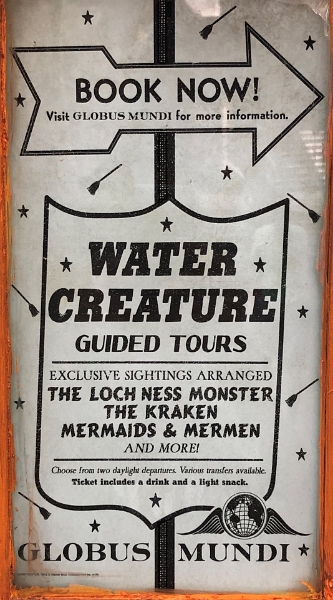 BOOK NOW!
Visit GLOBUS MUNDI for more information.
WATER
CREATURE
GUIDED TOURS
EXCLUSIVE SIGHTINGS ARRANGED
THE LOCH NESS MONSTER
THE KRAKEN
MERMAIDS & MERMEN
AND MORE!
Choose from two daylight departures. Various transfers available.
Ticket includes a drink and a light snack.
GLOBUS MUNDI